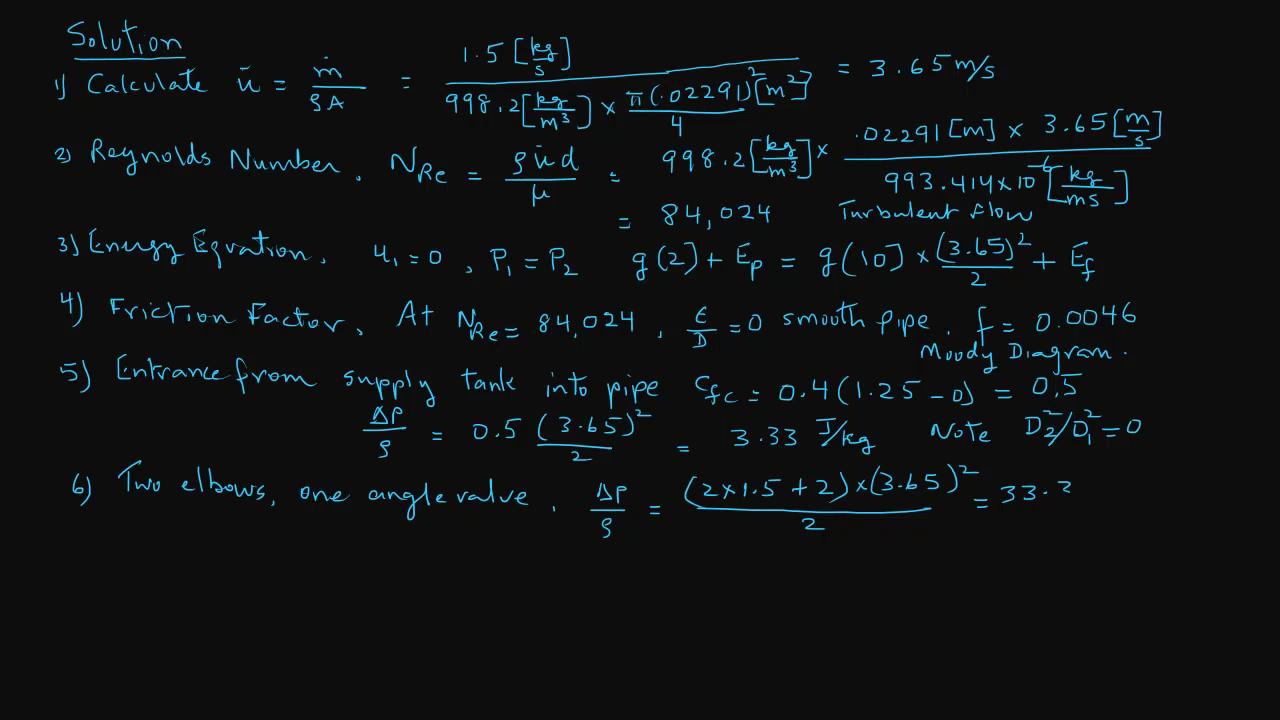 Solution
1) Calculate ū = ṁ / ρA = 1.5 [kg/s] / 998.2 [kg/m³] × π(.02291)² [m²] / 4 = 3.65 m/s
2) Reynolds Number, N_Re = ρ ū d / μ = 998.2 [kg/m³] × .02291 [m] × 3.65 [m/s] / 993.414×10⁻⁶ [kg/ms]
= 84,024 Turbulent flow
3) Energy Equation, u₁ = 0, P₁ = P₂ g(2) + E_p = g(10) × (3.65)² / 2 + E_f
4) Friction Factor, At N_Re = 84,024, ε/D = 0 smooth pipe. f = 0.0046
Moody Diagram.
5) Entrance from supply tank into pipe C_fc = 0.4 (1.25 - 0) = 0.5
ΔP/ρ = 0.5 (3.65)² / 2 = 3.33 J/kg Note D₂²/D₁² = 0
6) Two elbows, one angle valve. ΔP/ρ = (2×1.5 + 2) × (3.65)² / 2 = 33.